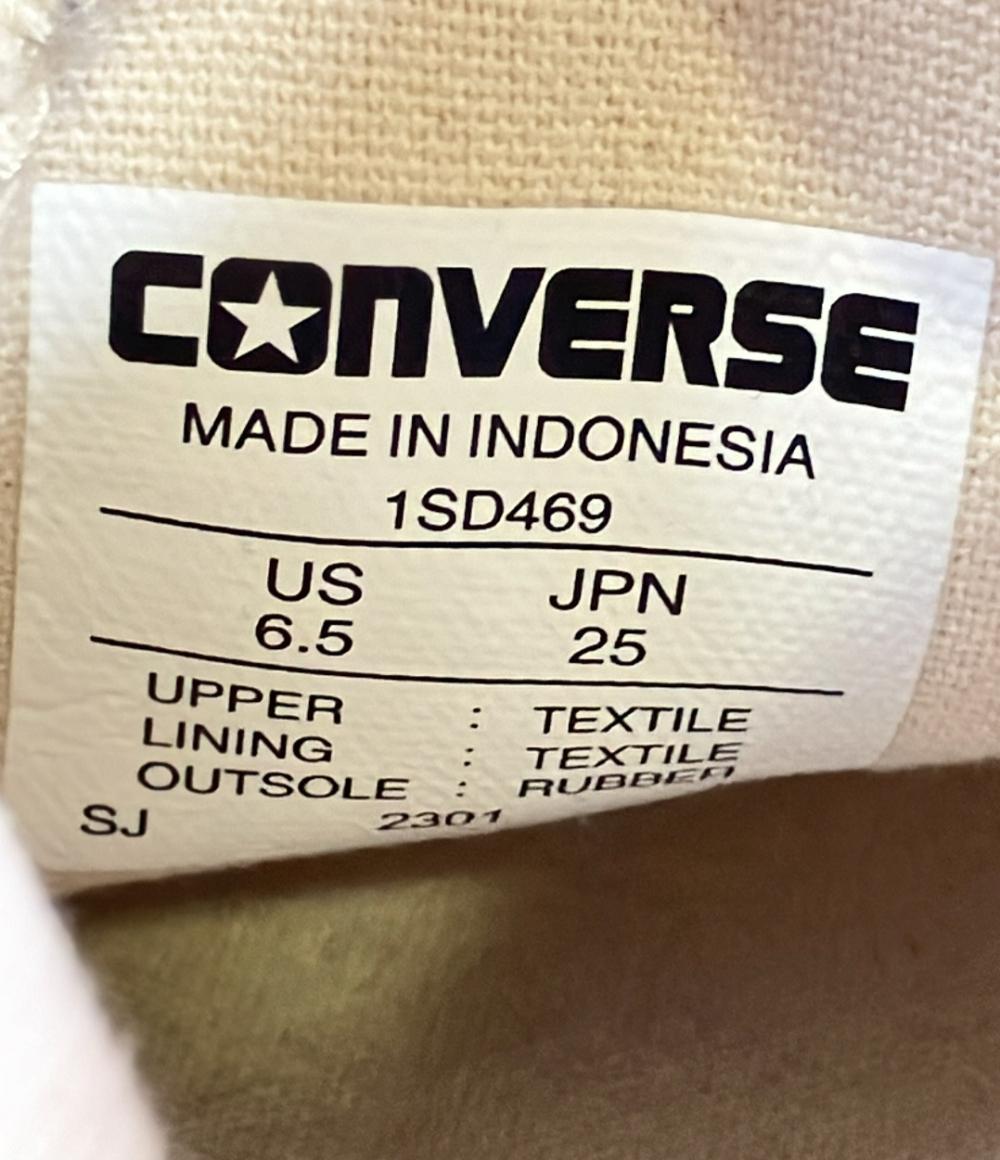 CONVERSE
MADE IN INDONESIA
1SD469
US JPN
6.5 25
UPPER : TEXTILE
LINING : TEXTILE
OUTSOLE : RUBBER
SJ 2301